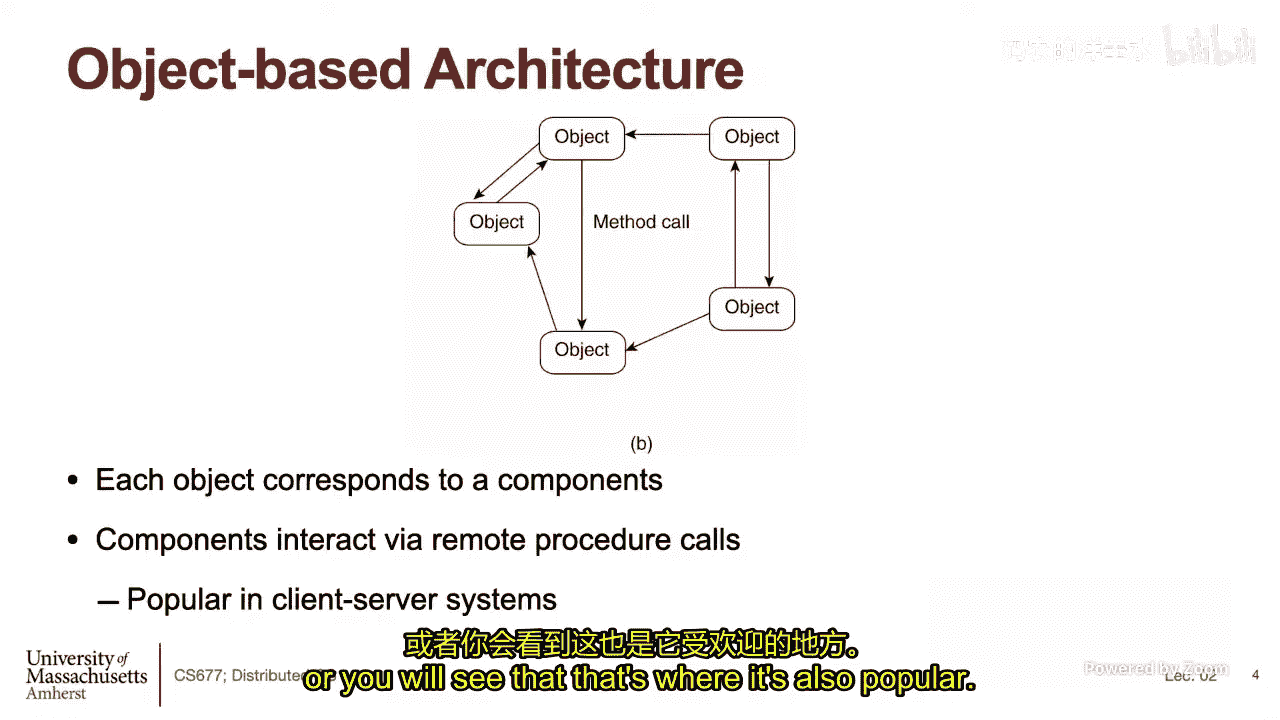 Object-based Architecture
bilibili
Object
Object
Object
Method call
Object
Object
(b)
• Each object corresponds to a components
• Components interact via remote procedure calls
– Popular in client-server systems
或者你会看到这也是它受欢迎的地方。
or you will see that that's where it's also popular.
University of
Massachusetts
Amherst
CS677; Distributed
Powered by Zoom
Lec. 02
4